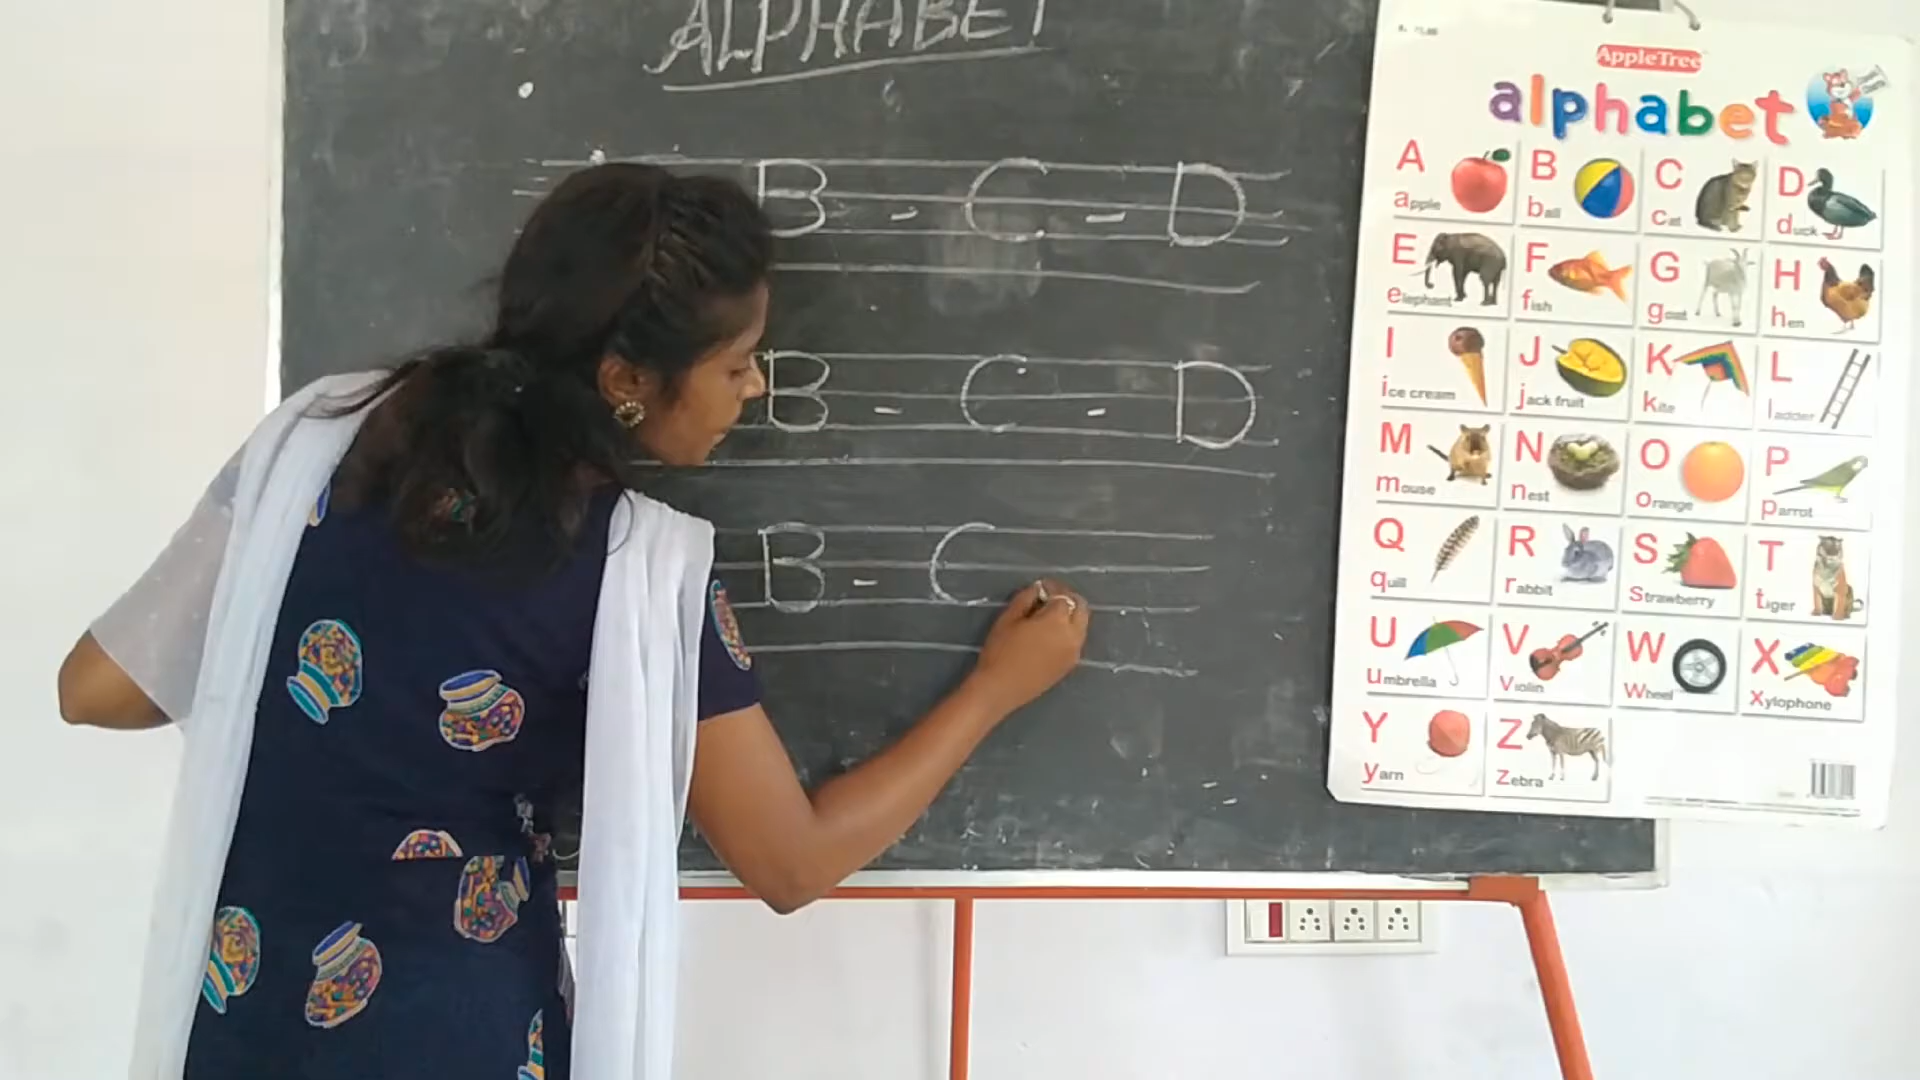 ALPHABET
B - C - D
B - C - D
B - C
AppleTree
alphabet
A B C D
apple ball cat duck
E F G H
elephant fish goat hen
I J K L
ice cream jack fruit kite ladder
M N O P
mouse nest orange parrot
Q R S T
quill rabbit Strawberry tiger
U V W X
umbrella Violin Wheel Xylophone
Y Z
yarn Zebra